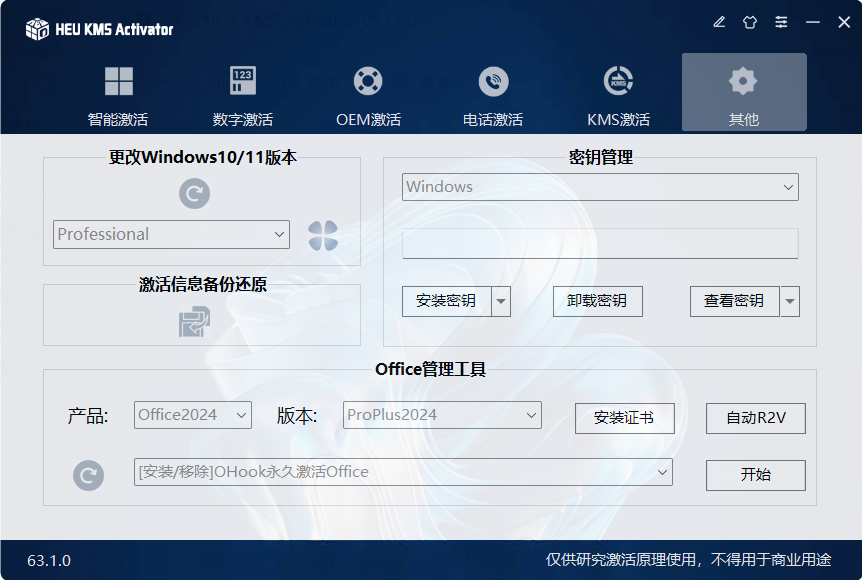 HEU KMS Activator
123
KMS
智能激活
数字激活
OEM激活
电话激活
KMS激活
其他
更改Windows10/11版本
Professional
激活信息备份还原
密钥管理
Windows
安装密钥
卸载密钥
查看密钥
Office管理工具
产品:
Office2024
版本:
ProPlus2024
安装证书
自动R2V
[安装/移除]OHook永久激活Office
开始
63.1.0
仅供研究激活原理使用，不得用于商业用途